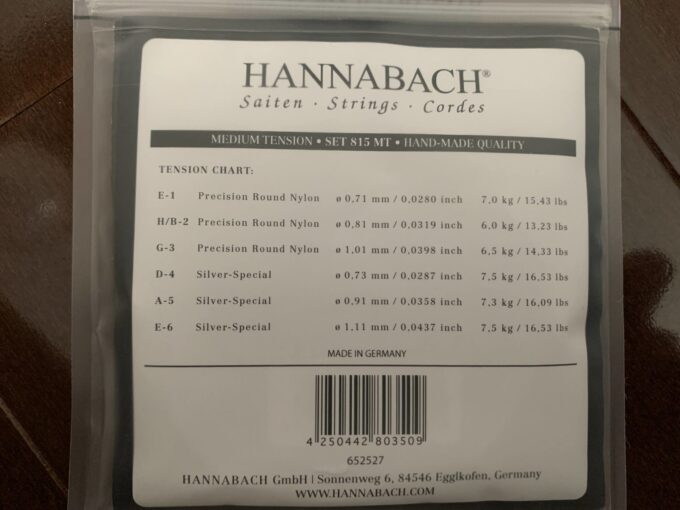 HANNABACH®
Saiten · Strings · Cordes
MEDIUM TENSION • SET 815 MT • HAND-MADE QUALITY
TENSION CHART:
E-1 Precision Round Nylon ø 0,71 mm / 0,0280 inch 7,0 kg / 15,43 lbs
H/B-2 Precision Round Nylon ø 0,81 mm / 0,0319 inch 6,0 kg / 13,23 lbs
G-3 Precision Round Nylon ø 1,01 mm / 0,0398 inch 6,5 kg / 14,33 lbs
D-4 Silver-Special ø 0,73 mm / 0,0287 inch 7,5 kg / 16,53 lbs
A-5 Silver-Special ø 0,91 mm / 0,0358 inch 7,3 kg / 16,09 lbs
E-6 Silver-Special ø 1,11 mm / 0,0437 inch 7,5 kg / 16,53 lbs
MADE IN GERMANY
4 250442 803509
652527
HANNABACH GmbH | Sonnenweg 6, 84546 Egglkofen, Germany
WWW.HANNABACH.COM